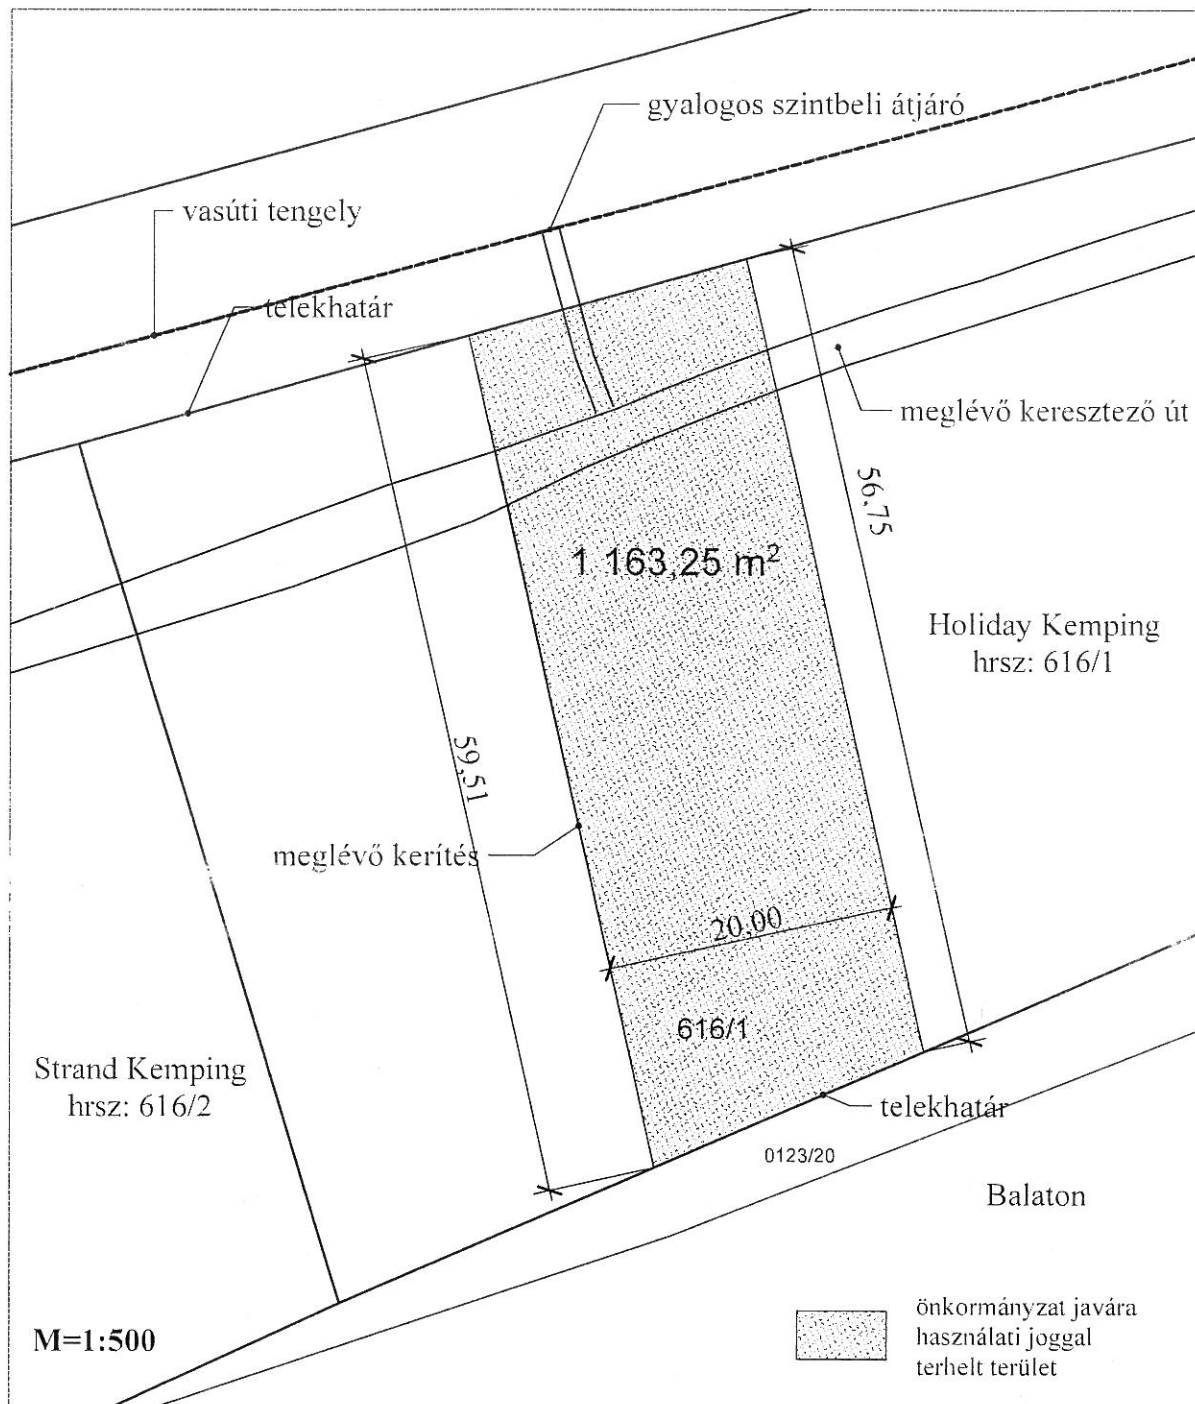 gyalogos szintbeli átjáró
vasúti tengely
telekhatár
meglévő keresztező út
56,75
1 163,25 m²
Holiday Kemping
hrsz: 616/1
59,51
meglévő kerítés
20,00
616/1
Strand Kemping
hrsz: 616/2
telekhatár
0123/20
Balaton
M=1:500
önkormányzat javára
használati joggal
terhelt terület